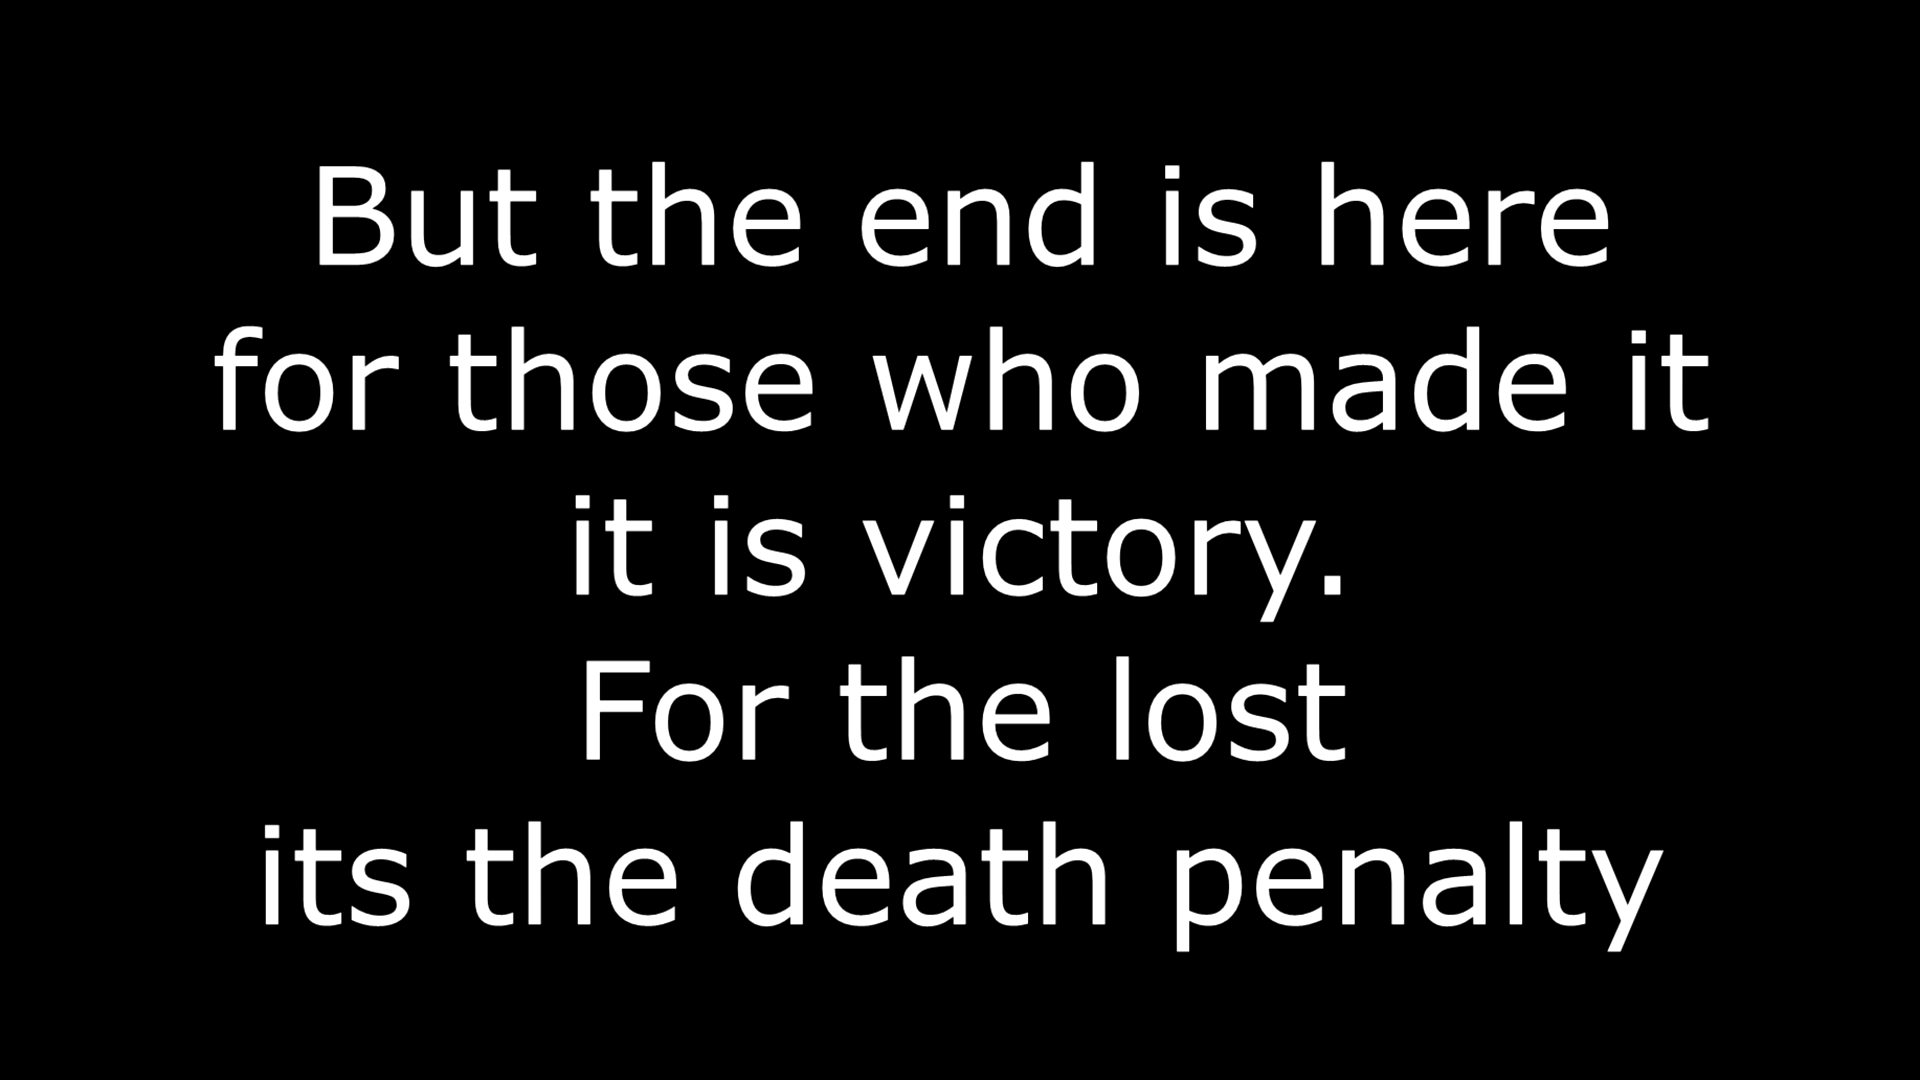 But the end is here
for those who made it
it is victory.
For the lost
its the death penalty